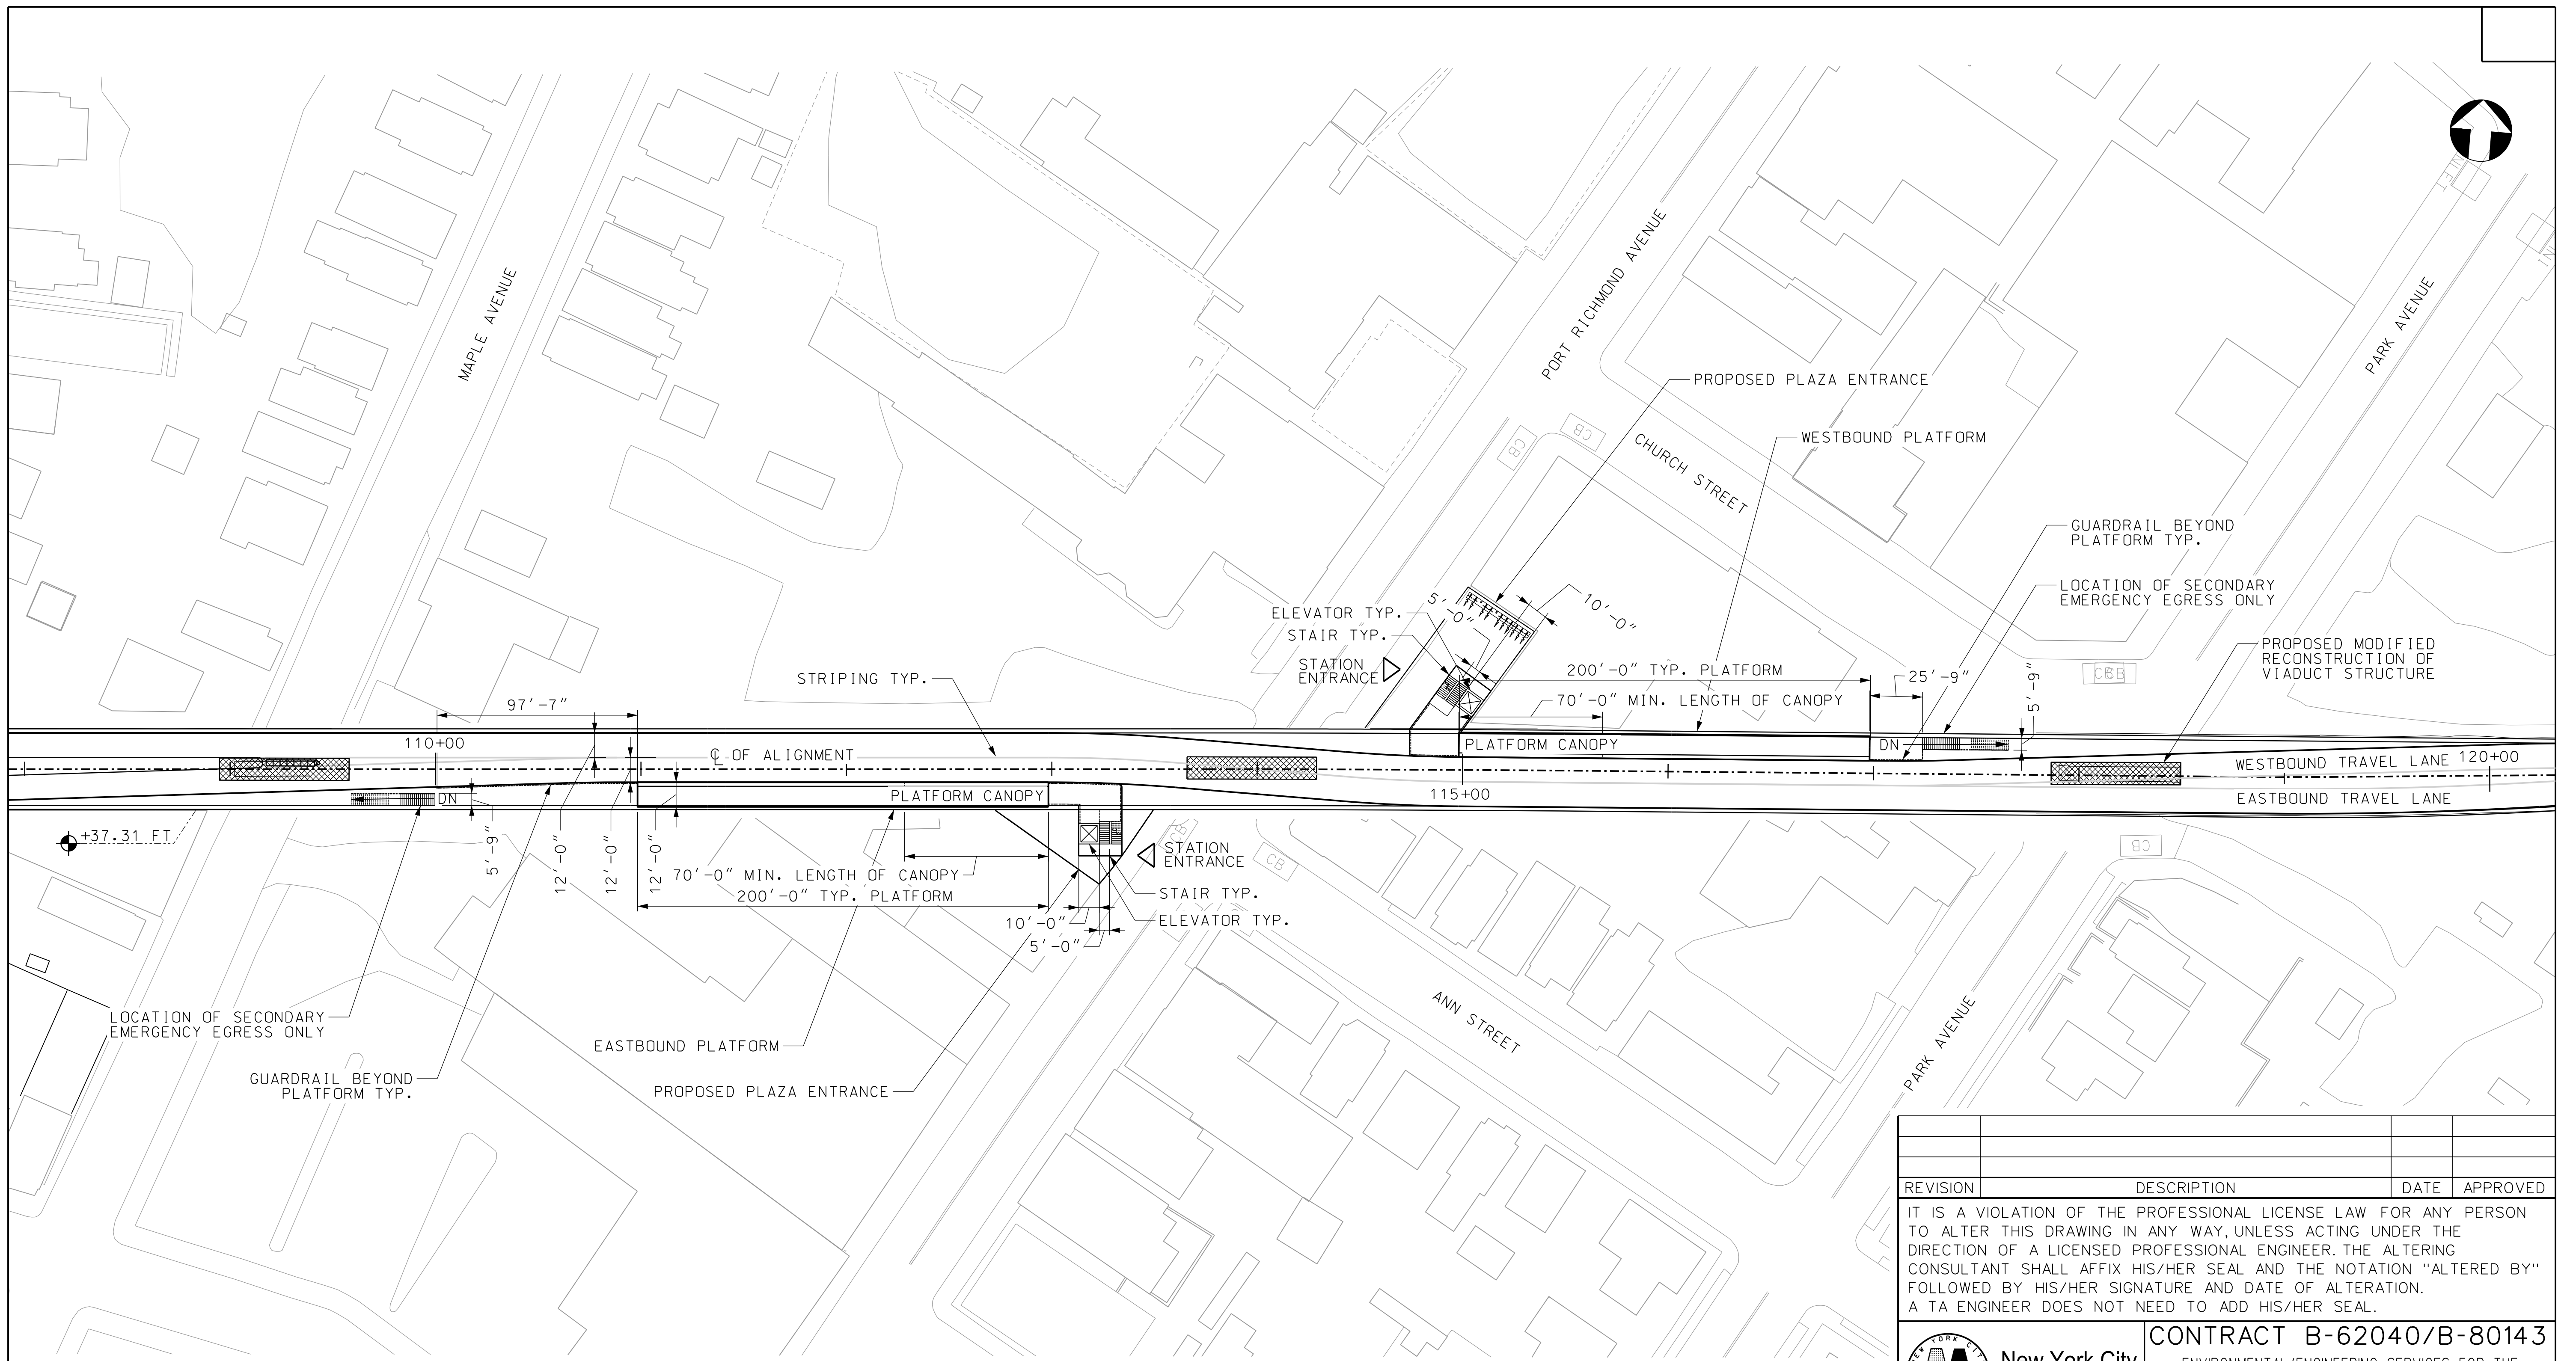 MAPLE AVENUE
PORT RICHMOND AVENUE
PARK AVENUE
PROPOSED PLAZA ENTRANCE
WESTBOUND PLATFORM
CB
CB
CHURCH STREET
GUARDRAIL BEYOND
PLATFORM TYP.
LOCATION OF SECONDARY
EMERGENCY EGRESS ONLY
ELEVATOR TYP.
5'-0"
10'-0"
STAIR TYP.
STATION
ENTRANCE
PROPOSED MODIFIED
RECONSTRUCTION OF
VIADUCT STRUCTURE
CB
CB
200'-0" TYP. PLATFORM
25'-9"
5'-9"
STRIPING TYP.
70'-0" MIN. LENGTH OF CANOPY
97'-7"
110+00
℄ OF ALIGNMENT
PLATFORM CANOPY
DN
WESTBOUND TRAVEL LANE
120+00
DN
PLATFORM CANOPY
115+00
EASTBOUND TRAVEL LANE
+37.31 FT
5'-9"
12'-0"
12'-0"
12'-0"
CB
CB
CB
STATION
ENTRANCE
70'-0" MIN. LENGTH OF CANOPY
200'-0" TYP. PLATFORM
STAIR TYP.
10'-0"
ELEVATOR TYP.
5'-0"
LOCATION OF SECONDARY
EMERGENCY EGRESS ONLY
EASTBOUND PLATFORM
ANN STREET
PARK AVENUE
GUARDRAIL BEYOND
PLATFORM TYP.
PROPOSED PLAZA ENTRANCE
REVISION DESCRIPTION DATE APPROVED
IT IS A VIOLATION OF THE PROFESSIONAL LICENSE LAW FOR ANY PERSON
TO ALTER THIS DRAWING IN ANY WAY, UNLESS ACTING UNDER THE
DIRECTION OF A LICENSED PROFESSIONAL ENGINEER. THE ALTERING
CONSULTANT SHALL AFFIX HIS/HER SEAL AND THE NOTATION "ALTERED BY"
FOLLOWED BY HIS/HER SIGNATURE AND DATE OF ALTERATION.
A TA ENGINEER DOES NOT NEED TO ADD HIS/HER SEAL.
NEW YORK CITY
New York City
CONTRACT B-62040/B-80143
ENVIRONMENTAL/ENGINEERING SERVICES FOR THE